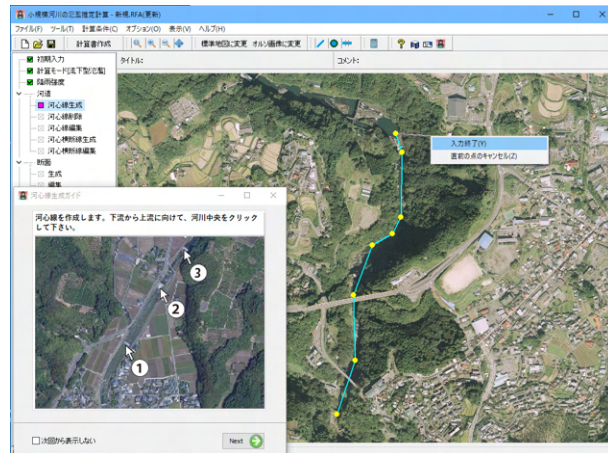 小規模河川の氾濫推定計算 - 新規.RFA(更新)
ファイル(F) ツール(T) 計算条件(C) オプション(O) 表示(V) ヘルプ(H)
計算書作成 標準地図に変更 オルソ画像に変更
タイトル: コメント:
初期入力
計算モード[流下型氾濫]
降雨強度
河道
河心線生成
河心線削除
河心線編集
河心横断線生成
河心横断線編集
断面
生成
編集
入力終了(Y)
直前の点のキャンセル(Z)
河心線生成ガイド
河心線を作成します。下流から上流に向けて、河川中央をクリック
して下さい。
3
2
1
次回から表示しない Next